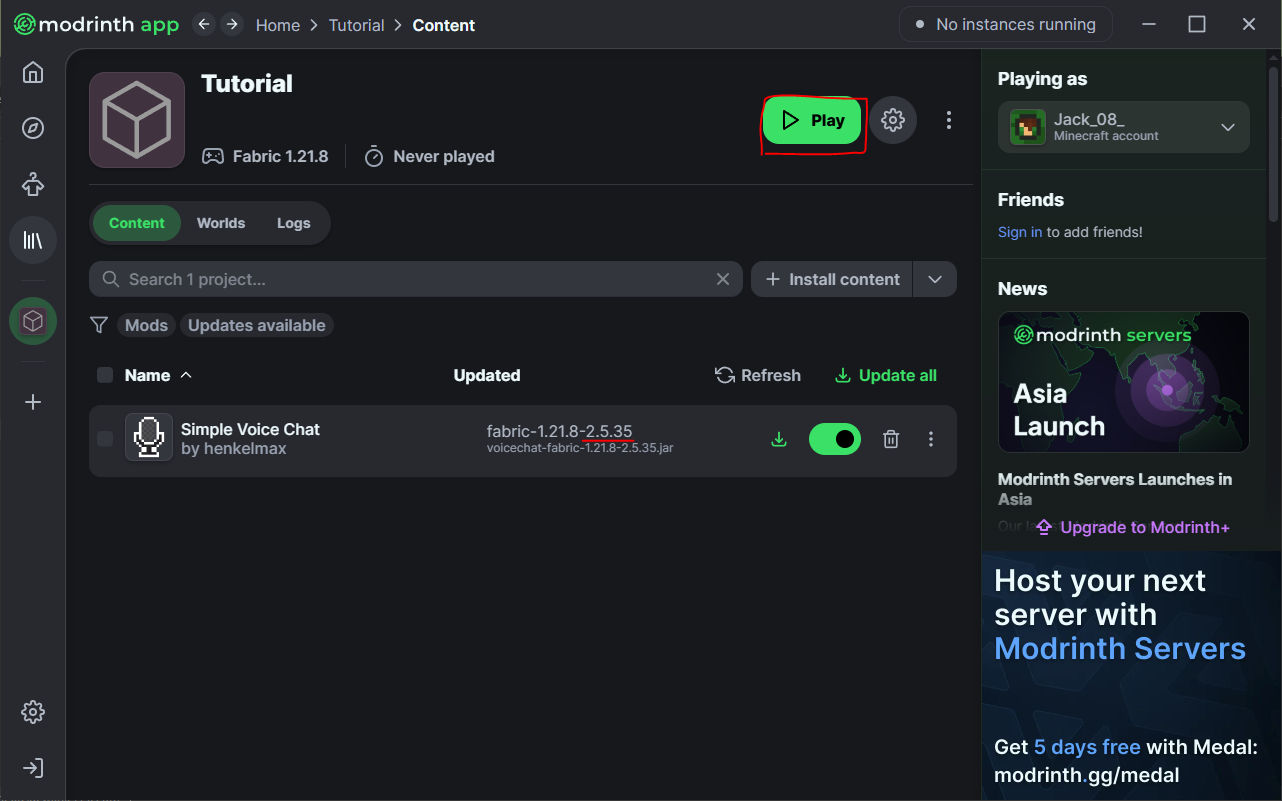 modrinth app
Home > Tutorial > Content
No instances running
Tutorial
Fabric 1.21.8
Never played
Play
Content
Worlds
Logs
Search 1 project...
Install content
Mods
Updates available
Name
Updated
Refresh
Update all
Simple Voice Chat
by henkelmax
fabric-1.21.8-2.5.35
voicechat-fabric-1.21.8-2.5.35.jar
Playing as
Jack_08_
Minecraft account
Friends
Sign in to add friends!
News
modrinth servers
Asia
Launch
Modrinth Servers Launches in
Asia
Upgrade to Modrinth+
Host your next
server with
Modrinth Servers
Get 5 days free with Medal:
modrinth.gg/medal